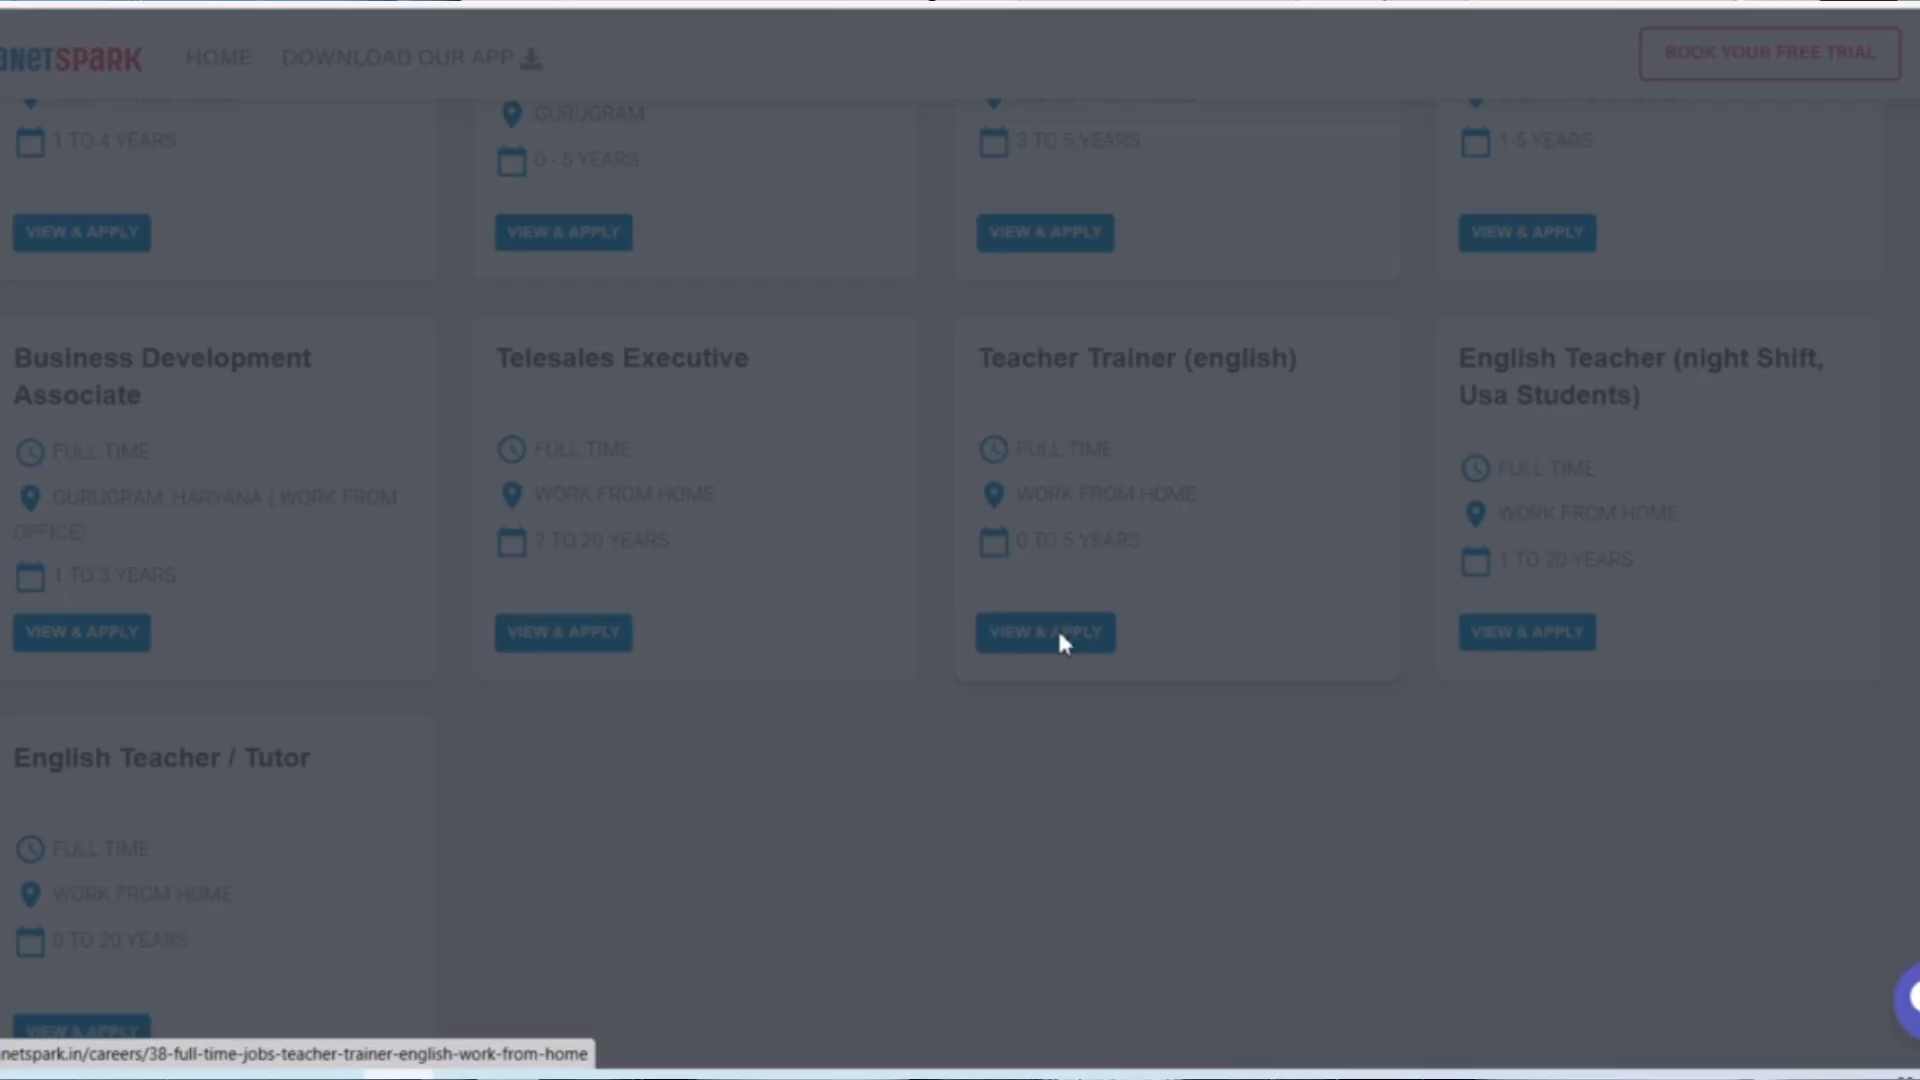 anetspark HOME DOWNLOAD OUR APP BOOK YOUR FREE TRIAL
1 TO 4 YEARS
GURUGRAM
0 - 5 YEARS
3 TO 5 YEARS
1-5 YEARS
VIEW & APPLY
VIEW & APPLY
VIEW & APPLY
VIEW & APPLY
Business Development
Associate
FULL TIME
GURUGRAM, HARYANA ( WORK FROM
OFFICE)
1 TO 3 YEARS
VIEW & APPLY
Telesales Executive
FULL TIME
WORK FROM HOME
2 TO 20 YEARS
VIEW & APPLY
Teacher Trainer (english)
FULL TIME
WORK FROM HOME
0 TO 5 YEARS
VIEW & APPLY
English Teacher (night Shift,
Usa Students)
FULL TIME
WORK FROM HOME
1 TO 20 YEARS
VIEW & APPLY
English Teacher / Tutor
FULL TIME
WORK FROM HOME
0 TO 20 YEARS
VIEW & APPLY
netspark.in/careers/38-full-time-jobs-teacher-trainer-english-work-from-home